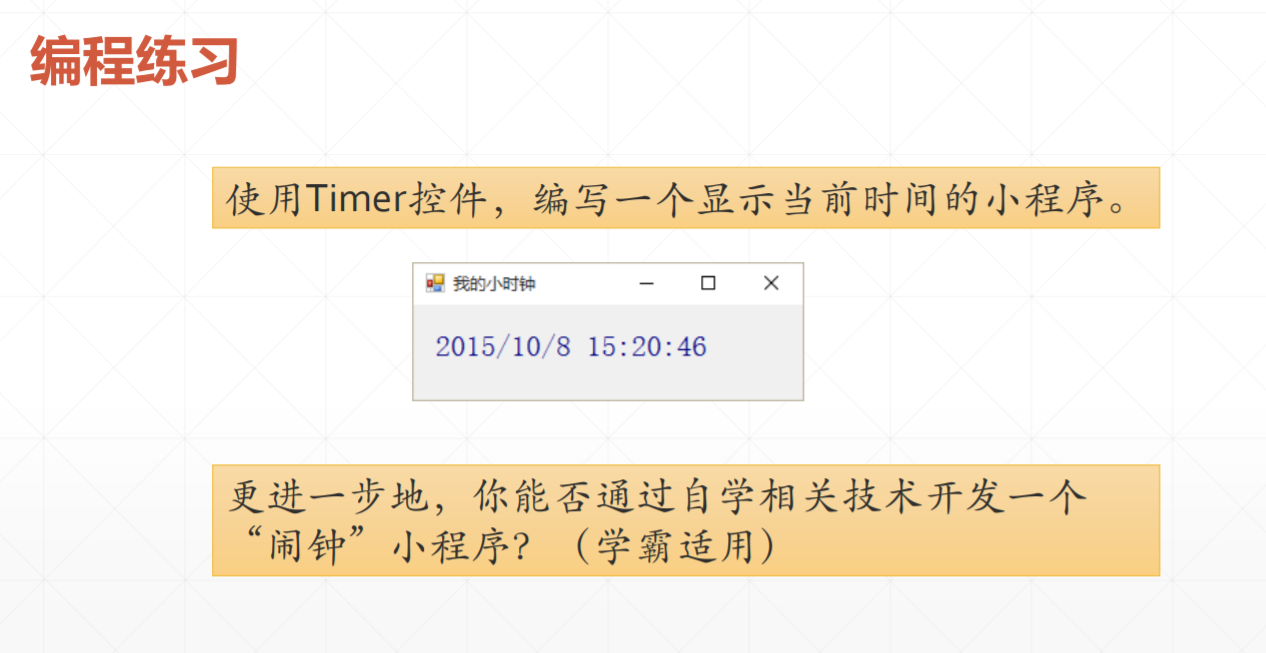 编程练习
使用Timer控件，编写一个显示当前时间的小程序。
我的小时钟
2015/10/8 15:20:46
更进一步地，你能否通过自学相关技术开发一个
“闹钟”小程序？（学霸适用）